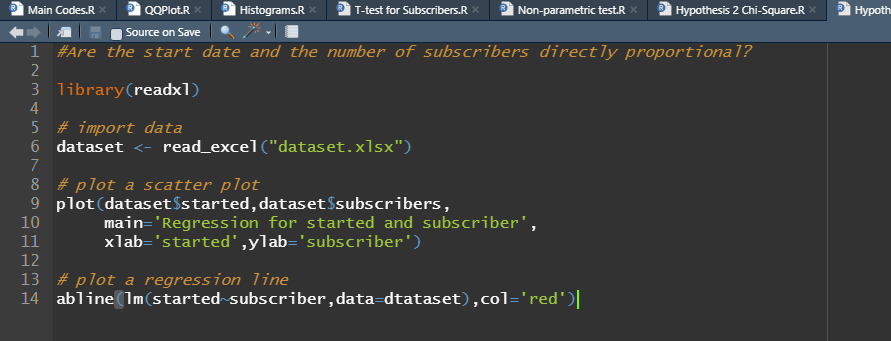 Main Codes.R QQPlot.R Histograms.R T-test for Subscribers.R Non-parametric test.R Hypothesis 2 Chi-Square.R Hypoth
Source on Save
1 #Are the start date and the number of subscribers directly proportional?
2
3 library(readxl)
4
5 # import data
6 dataset <- read_excel("dataset.xlsx")
7
8 # plot a scatter plot
9 plot(dataset$started,dataset$subscribers,
10 main='Regression for started and subscriber',
11 xlab='started',ylab='subscriber')
12
13 # plot a regression line
14 abline(lm(started~subscriber,data=dtataset),col='red')